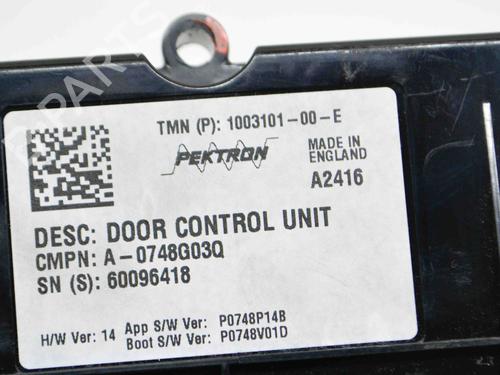 TMN (P): 1003101-00-E
PEKTRON
MADE IN
ENGLAND
A2416
DESC: DOOR CONTROL UNIT
CMPN: A-0748G03Q
SN (S): 60096418
H/W Ver: 14 App S/W Ver: P0748P14B
Boot S/W Ver: P0748V01D